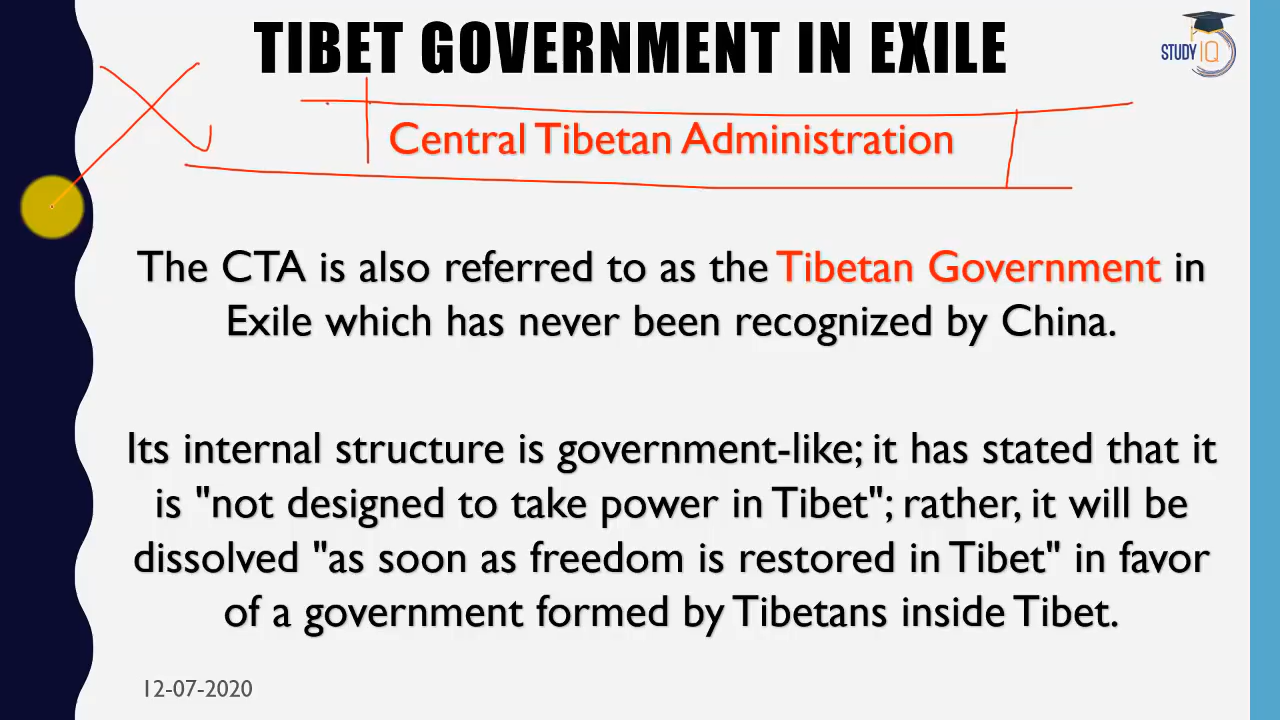 TIBET GOVERNMENT IN EXILE
STUDY IQ
Central Tibetan Administration
The CTA is also referred to as the Tibetan Government in
Exile which has never been recognized by China.
Its internal structure is government-like; it has stated that it
is "not designed to take power in Tibet"; rather, it will be
dissolved "as soon as freedom is restored in Tibet" in favor
of a government formed by Tibetans inside Tibet.
12-07-2020